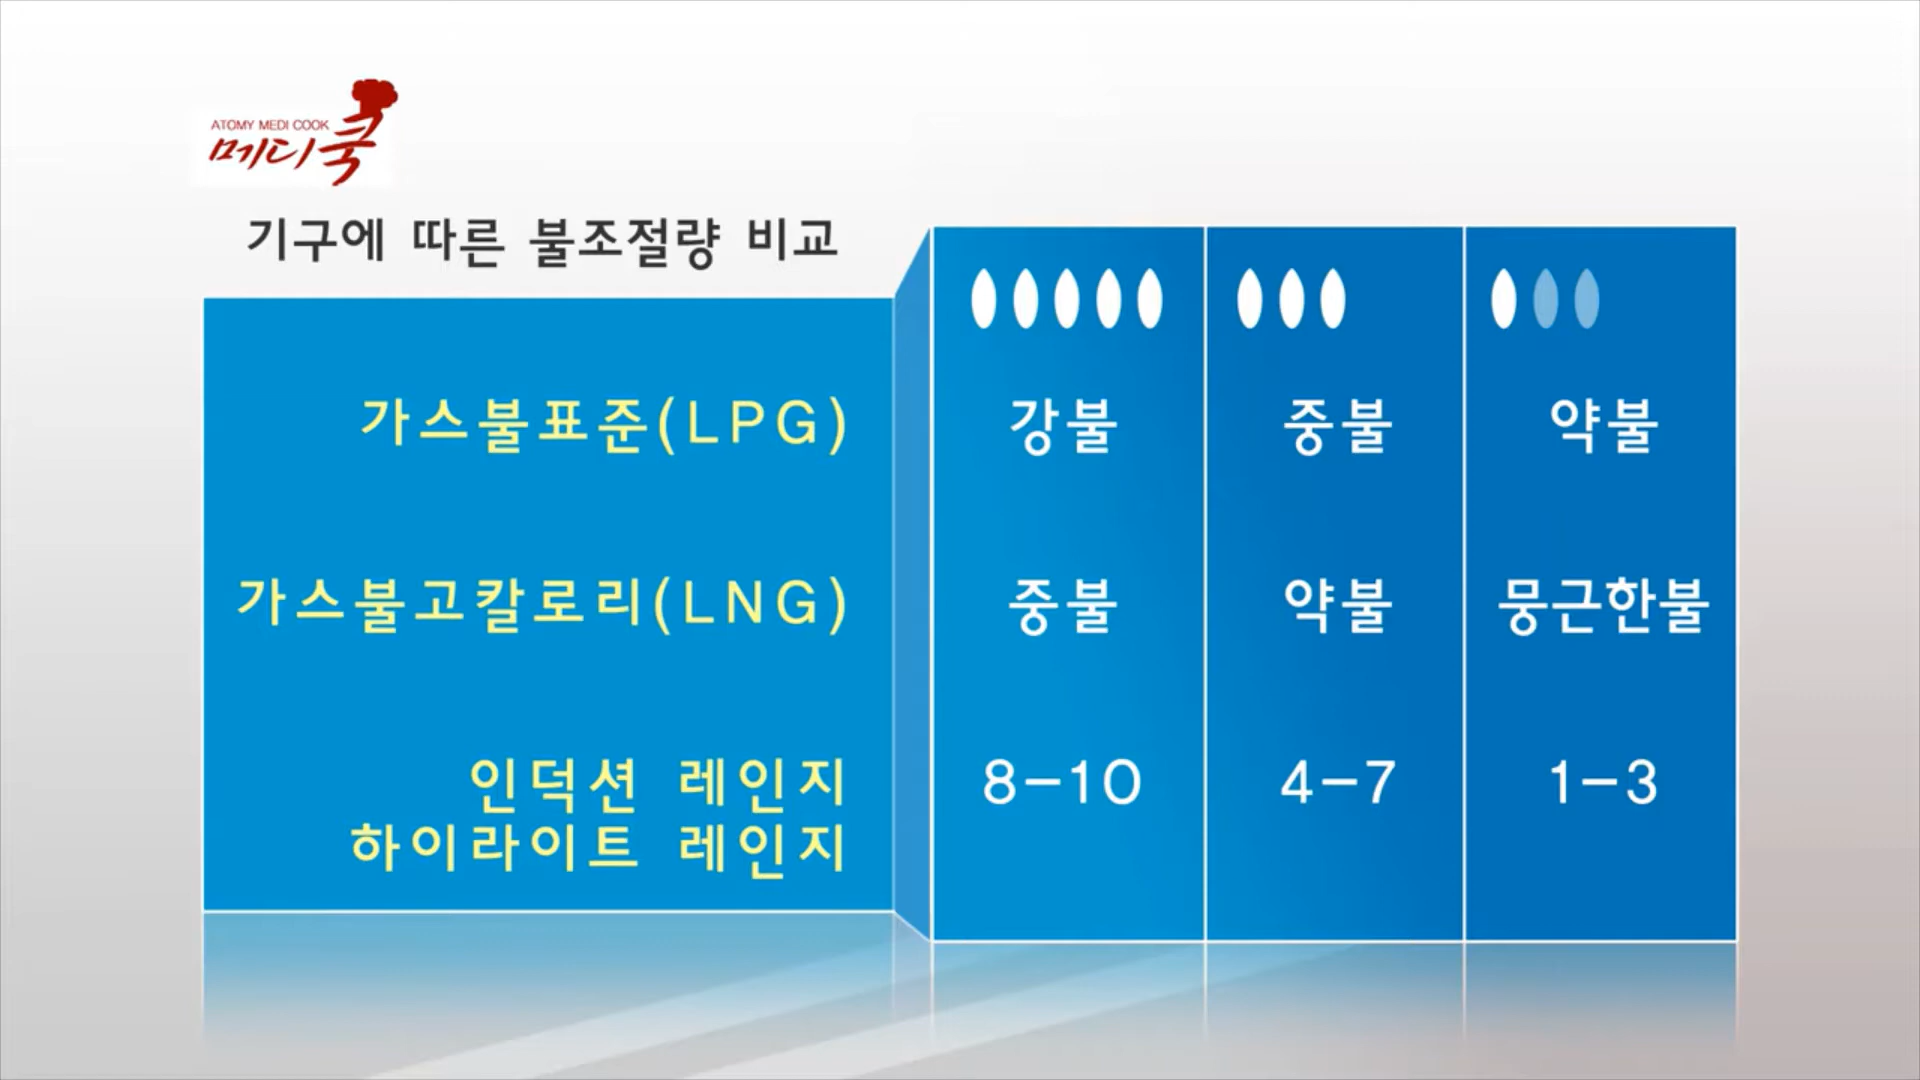 ATOMY MEDI COOK
메디쿡
기구에 따른 불조절량 비교
가스불표준(LPG) 강불 중불 약불
가스불고칼로리(LNG) 중불 약불 뭉근한불
인덕션 레인지 8-10 4-7 1-3
하이라이트 레인지